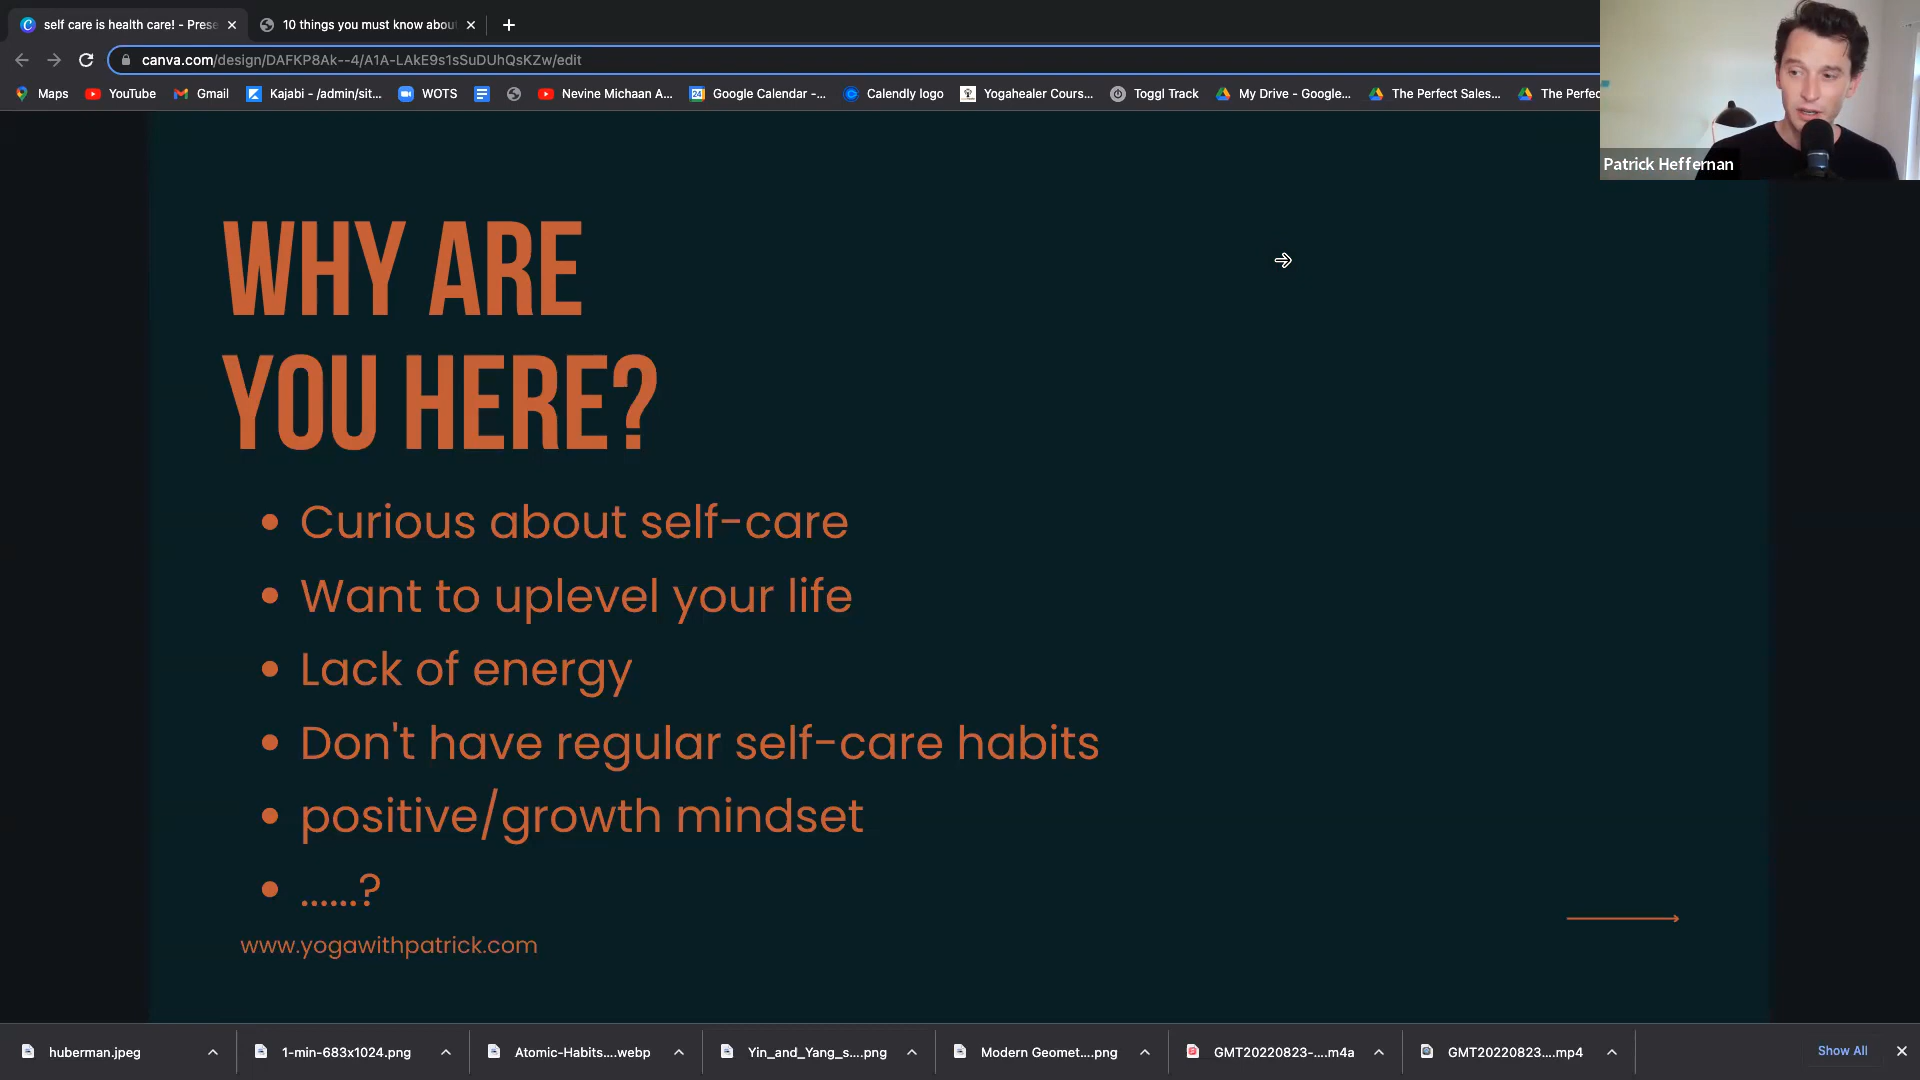 self care is health care! - Prese
10 things you must know abou
canva.com/design/DAFKP8Ak--4/A1A-LAkE9s1sSuDUhQsKZw/edit
Maps
YouTube
Gmail
Kajabi - /admin/sit...
WOTS
Nevine Michaan A...
Google Calendar -...
Calendly logo
Yogahealer Cours...
Toggl Track
My Drive - Google...
The Perfect Sales...
The Perfec
Patrick Heffernan
WHY ARE
YOU HERE?
• Curious about self-care
• Want to uplevel your life
• Lack of energy
• Don't have regular self-care habits
• positive/growth mindset
• ......?
www.yogawithpatrick.com
huberman.jpeg
1-min-683x1024.png
Atomic-Habits....webp
Yin_and_Yang_s....png
Modern Geomet....png
GMT20220823-....m4a
GMT20220823....mp4
Show All